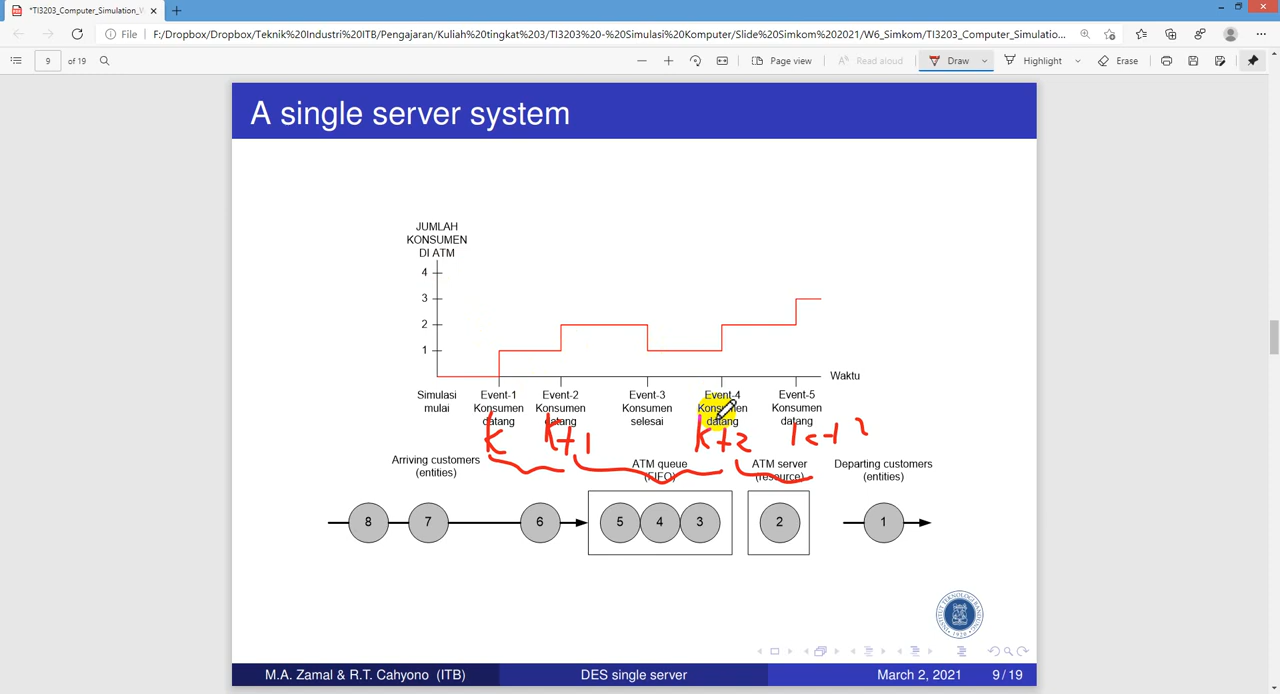 *TI3203_Computer_Simulation_W
File
F:/Dropbox/Dropbox/Teknik%20Industri%20ITB/Pengajaran/Kuliah%20tingkat%203/TI3203%20-%20Simulasi%20Komputer/Slide%20Simkom%202021/W6_Simkom/TI3203_Computer_Simulatio...
9 of 19
Page view
Read aloud
Draw
Highlight
Erase
A single server system
JUMLAH
KONSUMEN
DI ATM
4
3
2
1
Waktu
Simulasi
mulai
Event-1
Konsumen
datang
Event-2
Konsumen
datang
Event-3
Konsumen
selesai
Event-4
Konsumen
datang
Event-5
Konsumen
datang
k
k+1
k+2
Arriving customers
(entities)
ATM queue
(FIFO)
ATM server
(resource)
Departing customers
(entities)
8 7 6 5 4 3 2 1
INSTITUT TEKNOLOGI BANDUNG
1920
M.A. Zamal & R.T. Cahyono (ITB)
DES single server
March 2, 2021
9 / 19